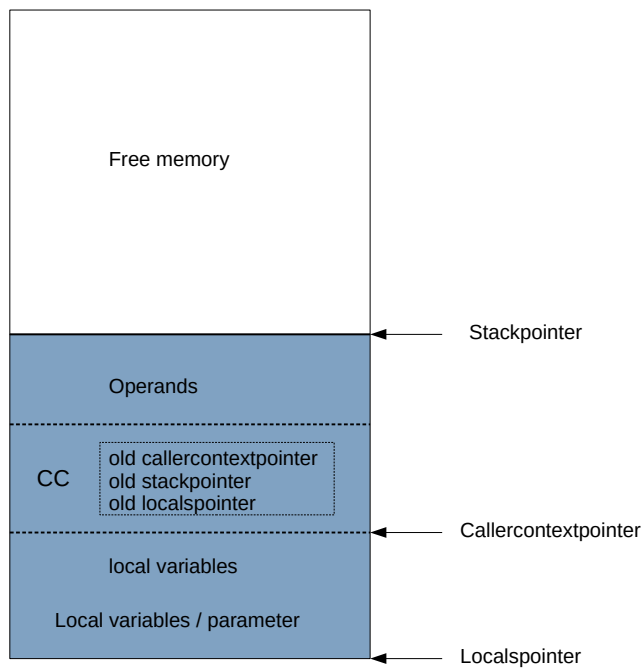 Free memory
Stackpointer
Operands
CC
old callercontextpointer
old stackpointer
old localspointer
Callercontextpointer
local variables
Local variables / parameter
Localspointer